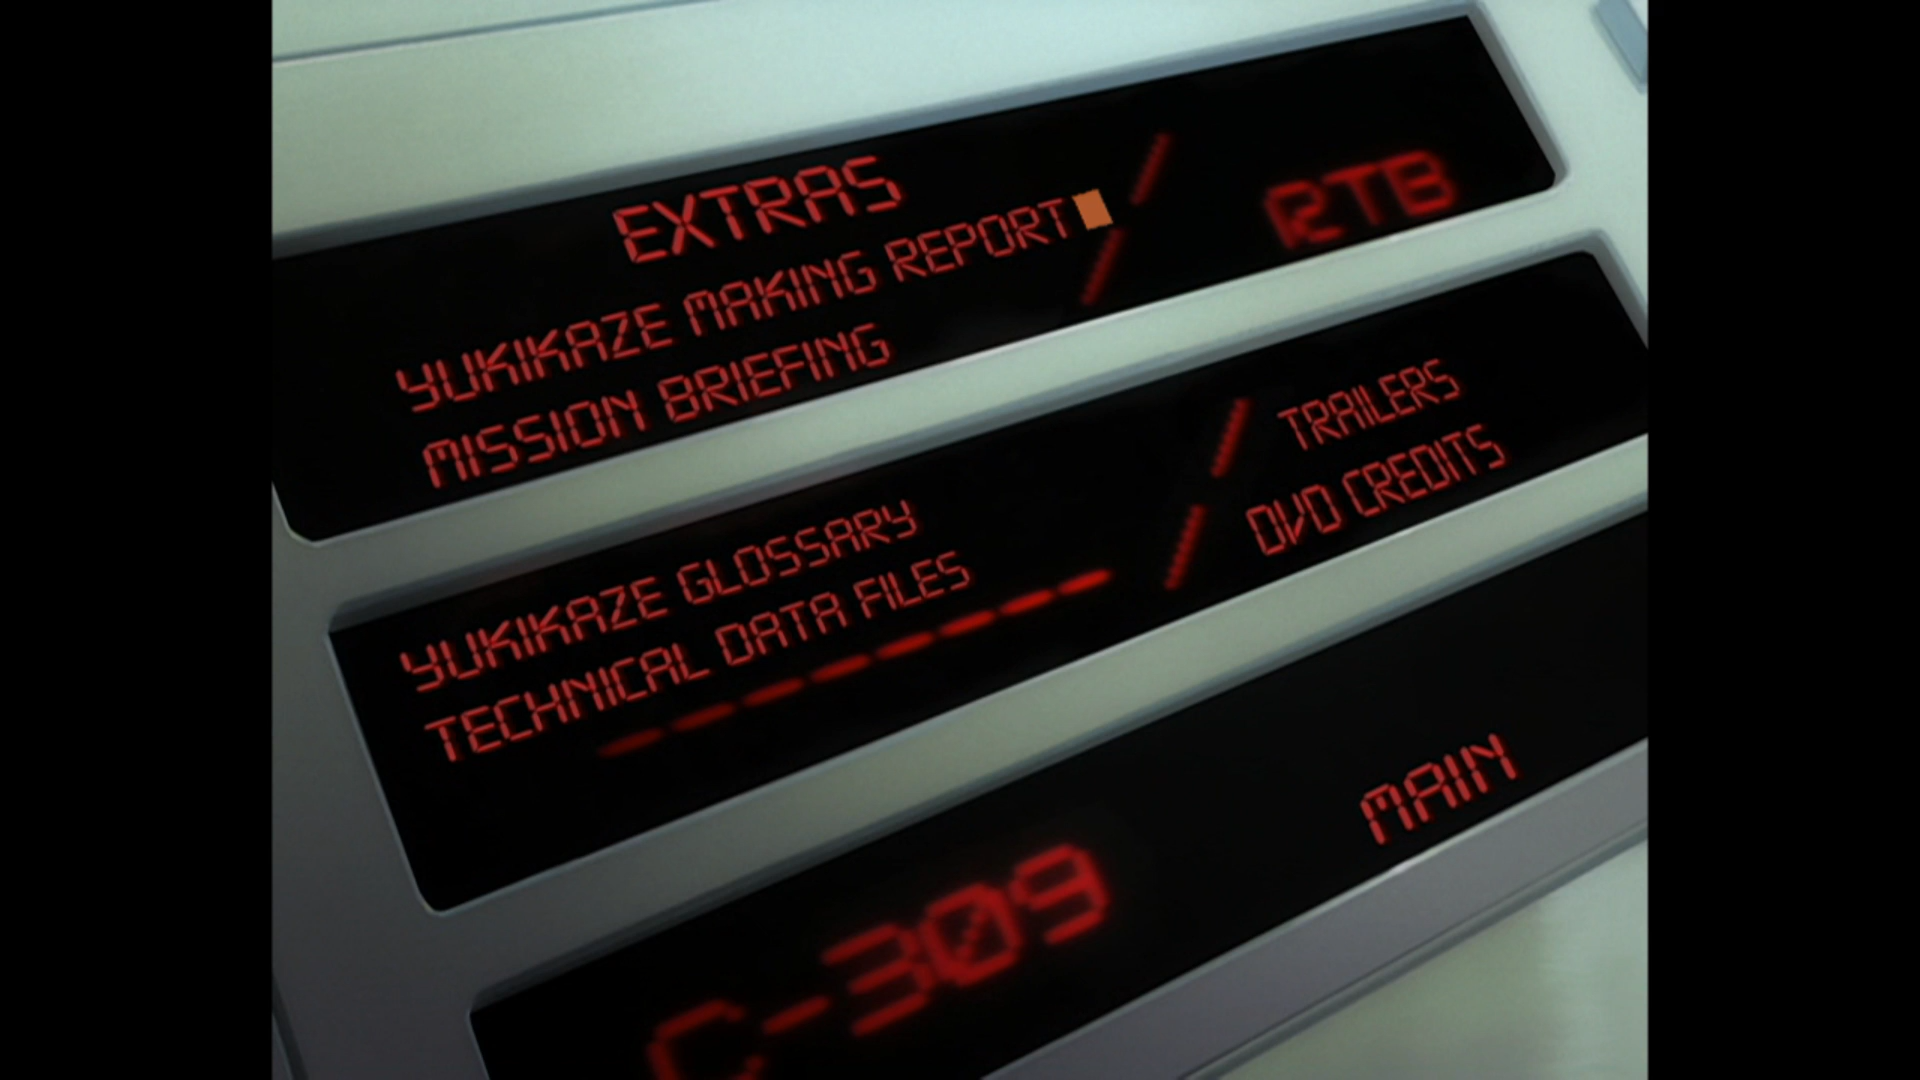 EXTRAS
YUKIKAZE MAKING REPORT
MISSION BRIEFING
RTB
YUKIKAZE GLOSSARY
TECHNICAL DATA FILES
TRAILERS
DVD CREDITS
MAIN
C-309